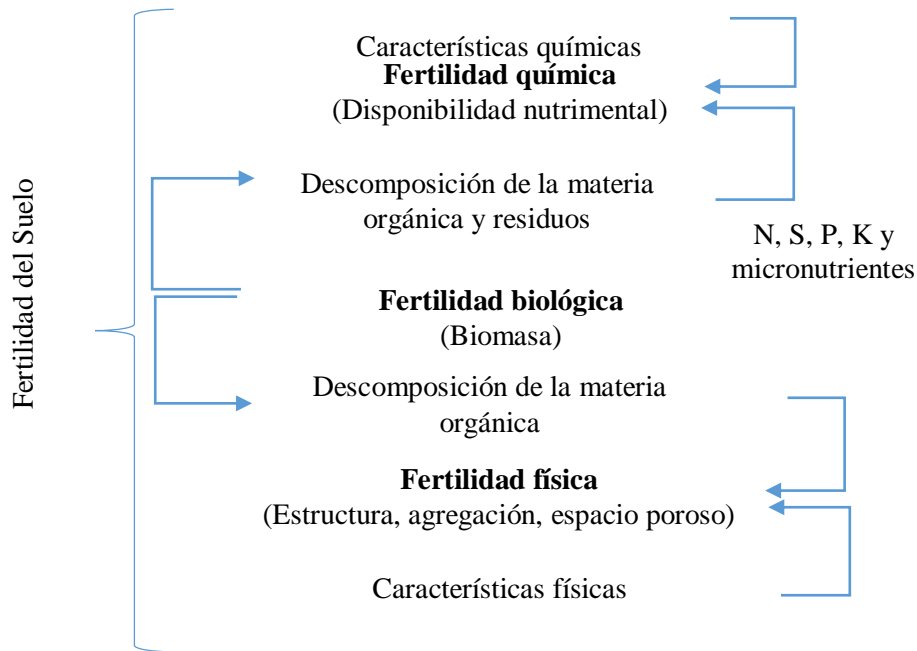 Fertilidad del Suelo
Características químicas
Fertilidad química
(Disponibilidad nutrimental)
Descomposición de la materia
orgánica y residuos
N, S, P, K y
micronutrientes
Fertilidad biológica
(Biomasa)
Descomposición de la materia
orgánica
Fertilidad física
(Estructura, agregación, espacio poroso)
Características físicas